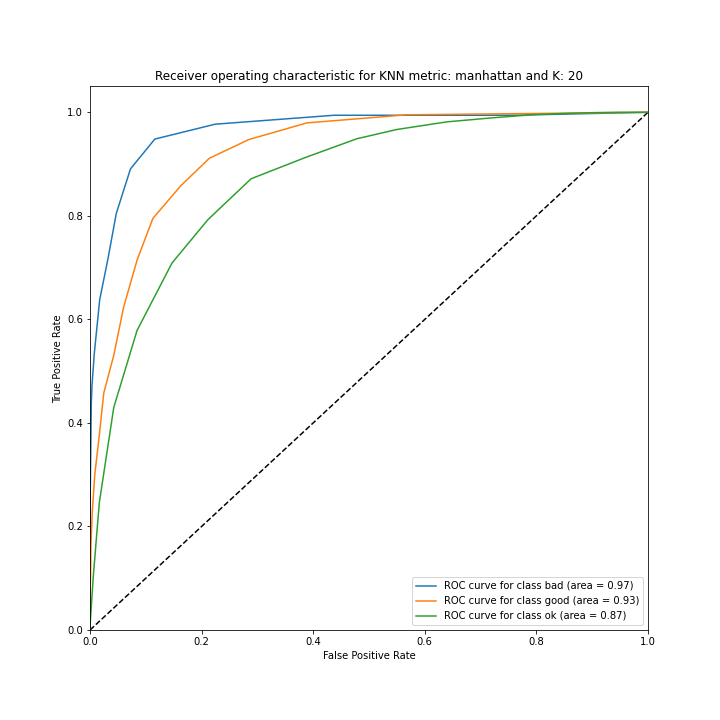 Receiver operating characteristic for KNN metric: manhattan and K: 20
1.0
0.8
0.6
0.4
0.2
0.0
True Positive Rate
0.0 0.2 0.4 0.6 0.8 1.0
False Positive Rate
ROC curve for class bad (area = 0.97)
ROC curve for class good (area = 0.93)
ROC curve for class ok (area = 0.87)